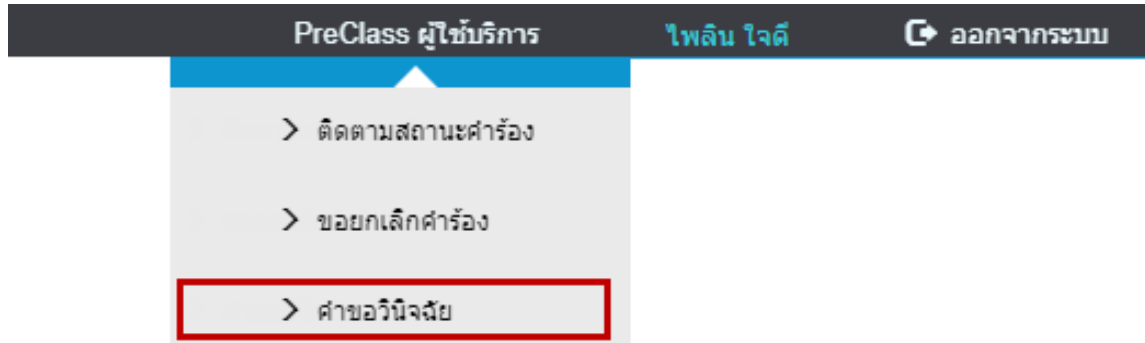 PreClass ผู้ใช้บริการ ไพลิน ใจดี ออกจากระบบ
ติดตามสถานะคำร้อง
ขอยกเลิกคำร้อง
คำขอวินิจฉัย